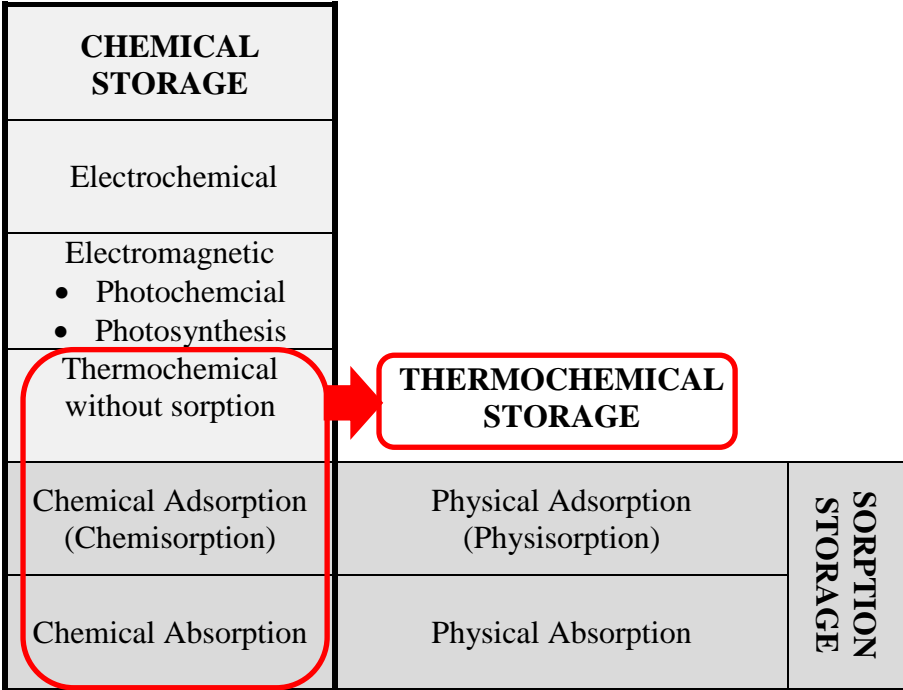 CHEMICAL
STORAGE
Electrochemical
Electromagnetic
• Photochemcial
• Photosynthesis
Thermochemical
without sorption
THERMOCHEMICAL
STORAGE
Chemical Adsorption
(Chemisorption)
Physical Adsorption
(Physisorption)
Chemical Absorption
Physical Absorption
SORPTION
STORAGE